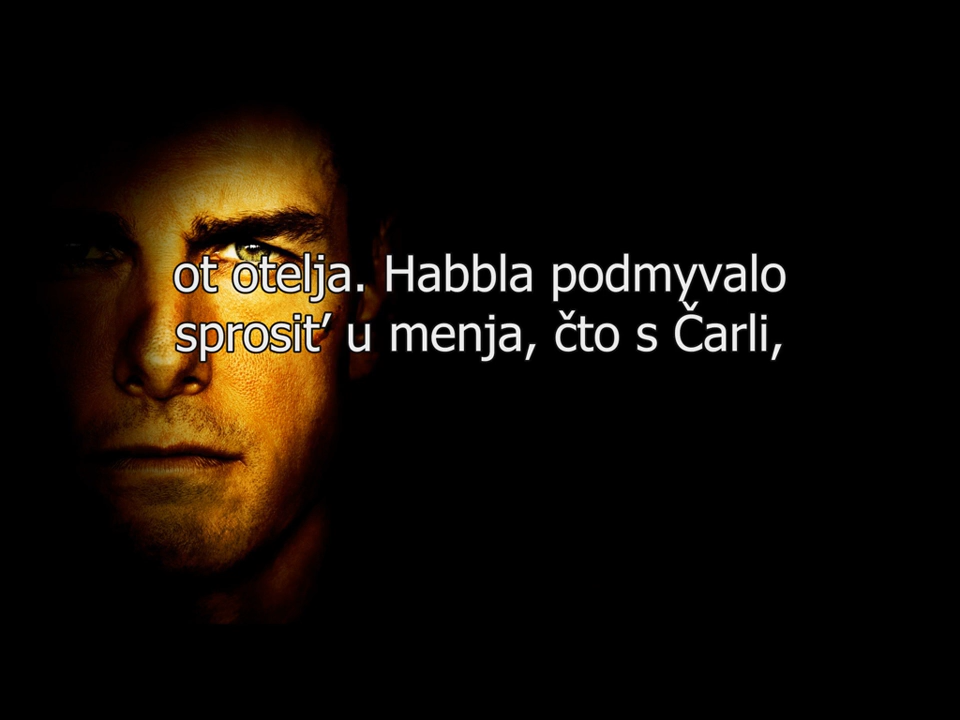 ot otelja. Habbla podmyvalo
sprosit’ u menja, čto s Čarli,